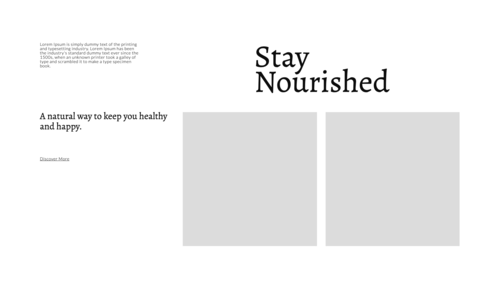 Lorem Ipsum is simply dummy text of the printing
and typesetting industry. Lorem Ipsum has been
the industry's standard dummy text ever since the
1500s, when an unknown printer took a galley of
type and scrambled it to make a type specimen
book.
Stay
Nourished
A natural way to keep you healthy
and happy.
Discover More